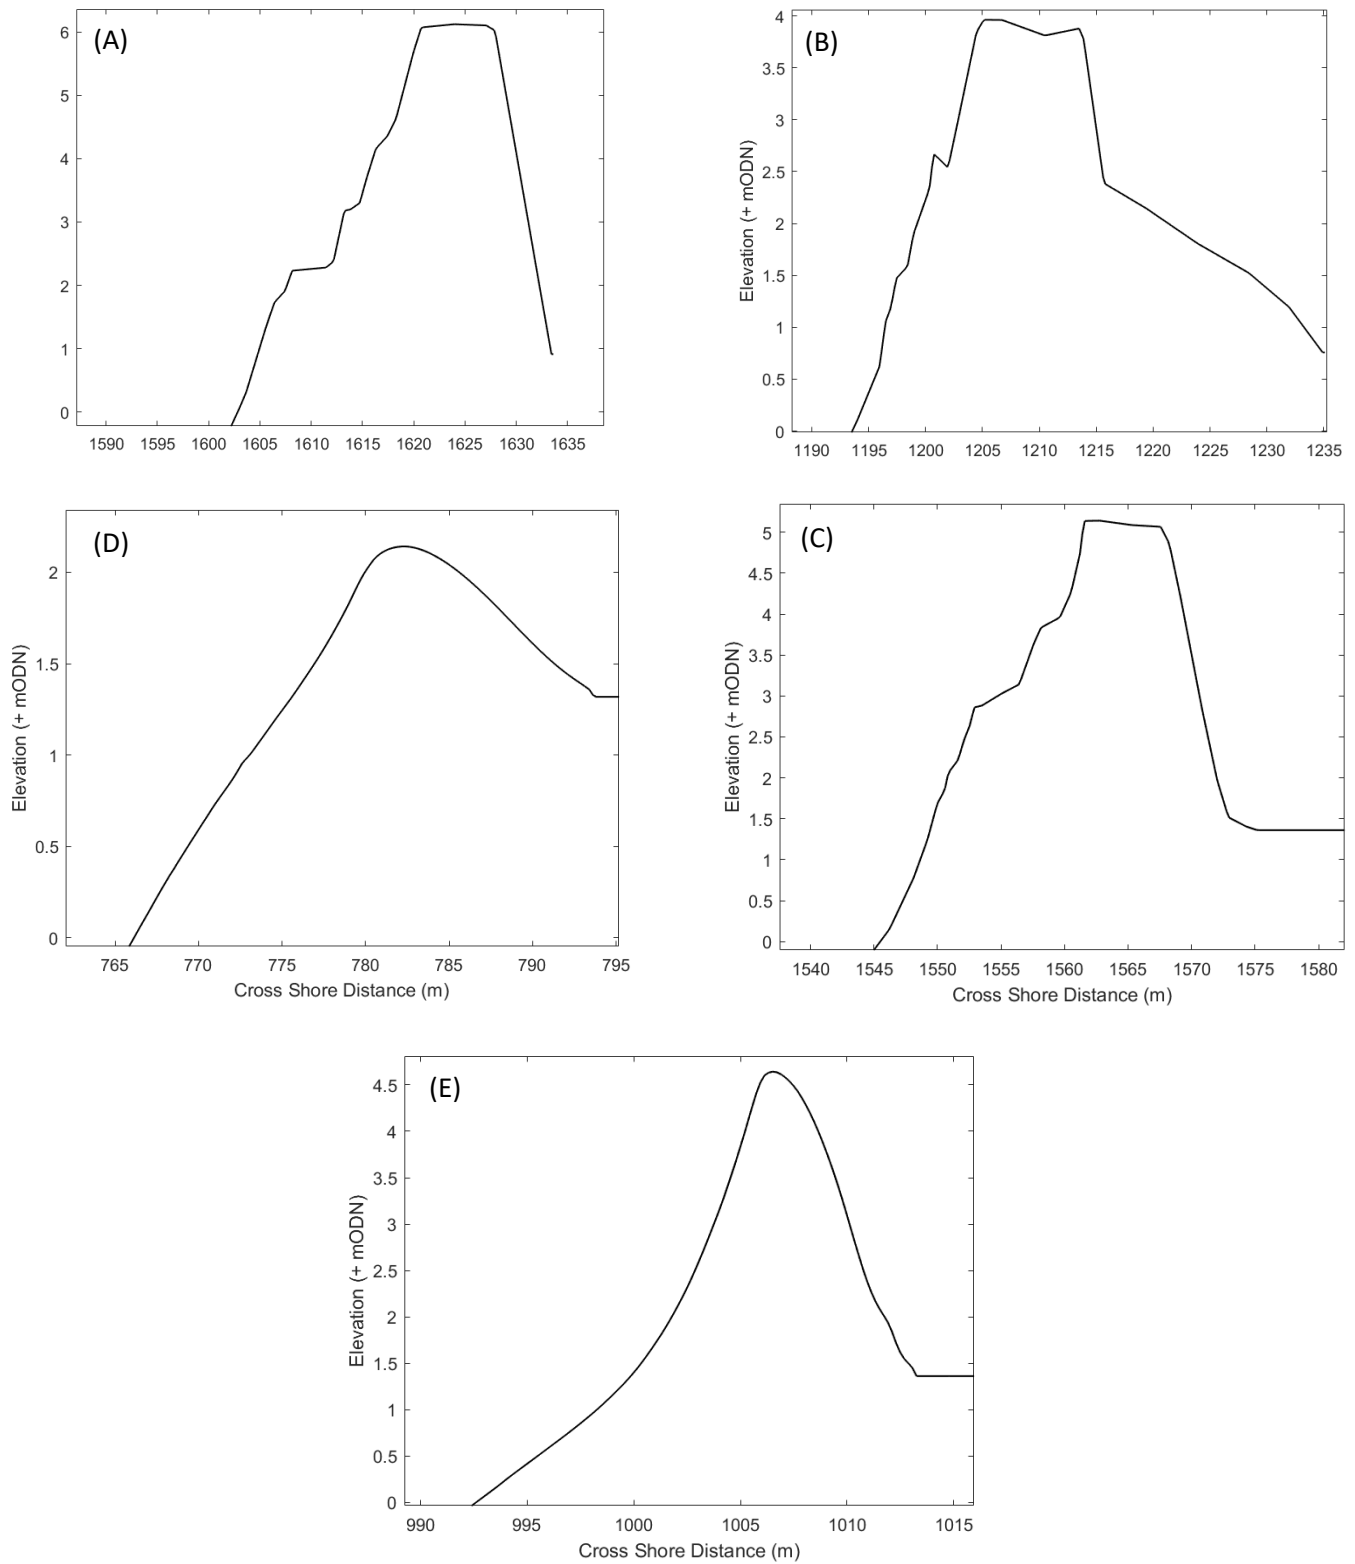 (A)
6
5
4
3
2
1
0
1590 1595 1600 1605 1610 1615 1620 1625 1630 1635
(B)
Elevation (+ mODN)
4
3.5
3
2.5
2
1.5
1
0.5
0
1190 1195 1200 1205 1210 1215 1220 1225 1230 1235
(D)
Elevation (+ mODN)
2
1.5
1
0.5
0
765 770 775 780 785 790 795
Cross Shore Distance (m)
(C)
Elevation (+ mODN)
5
4.5
4
3.5
3
2.5
2
1.5
1
0.5
0
1540 1545 1550 1555 1560 1565 1570 1575 1580
Cross Shore Distance (m)
(E)
Elevation (+ mODN)
4.5
4
3.5
3
2.5
2
1.5
1
0.5
0
990 995 1000 1005 1010 1015
Cross Shore Distance (m)